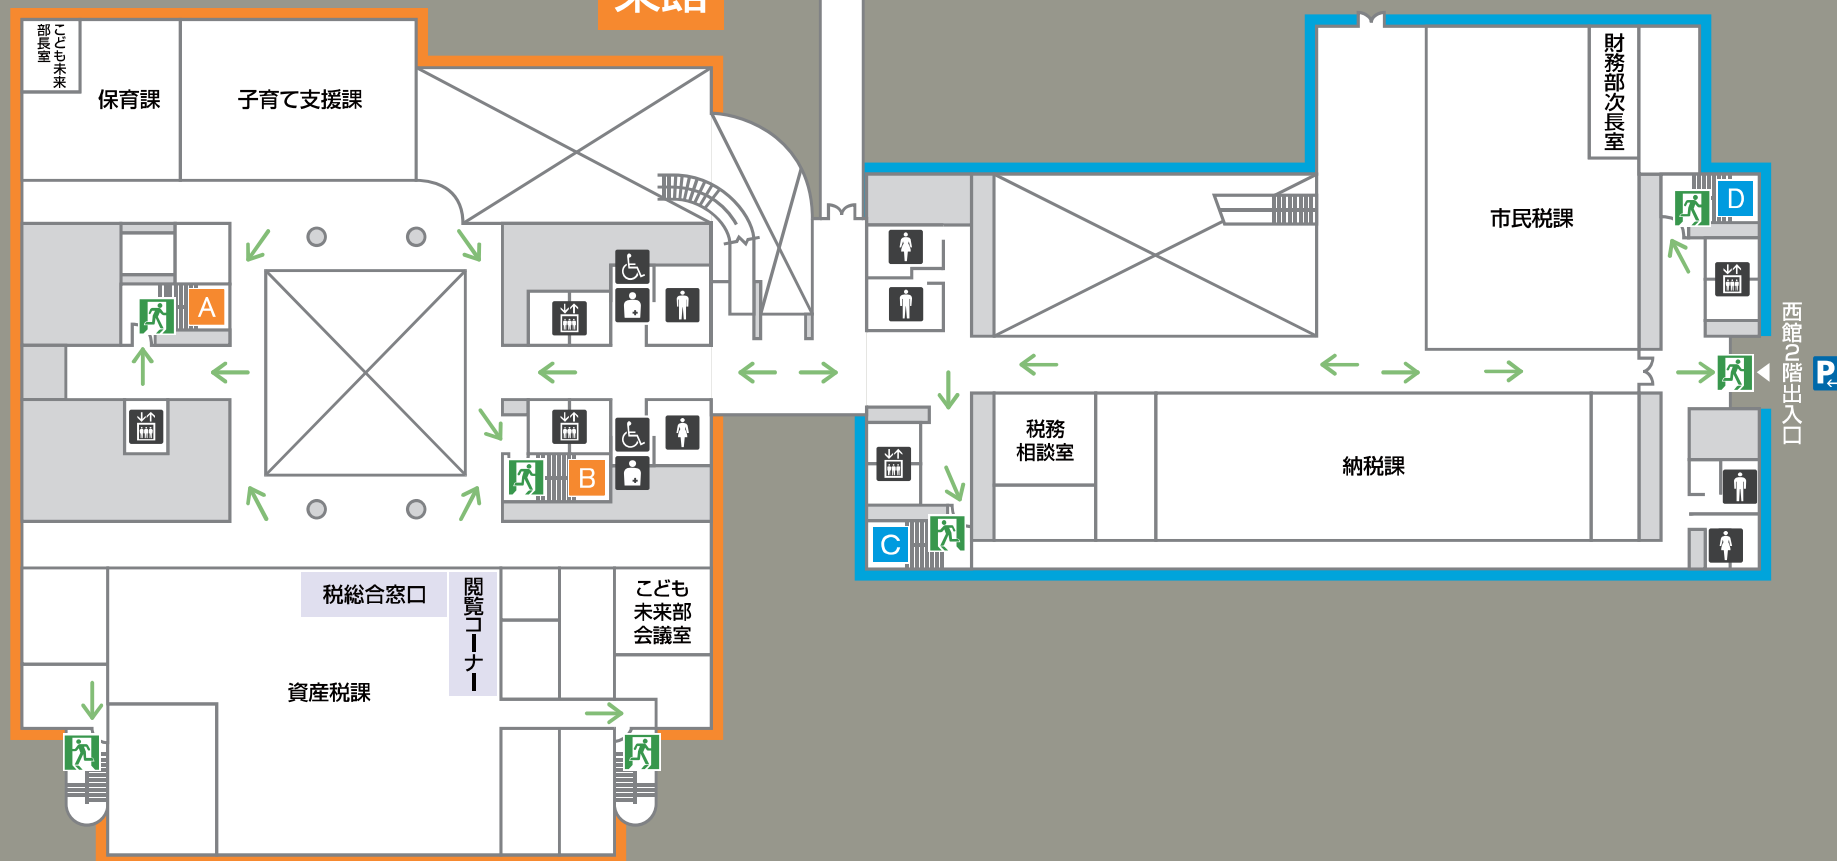 東館
こども未来
部長室
保育課
子育て支援課
財務部次長室
市民税課
A
B
C
D
西館2階出入口
P
税務
相談室
納税課
税総合窓口
閲覧コーナー
こども
未来部
会議室
資産税課